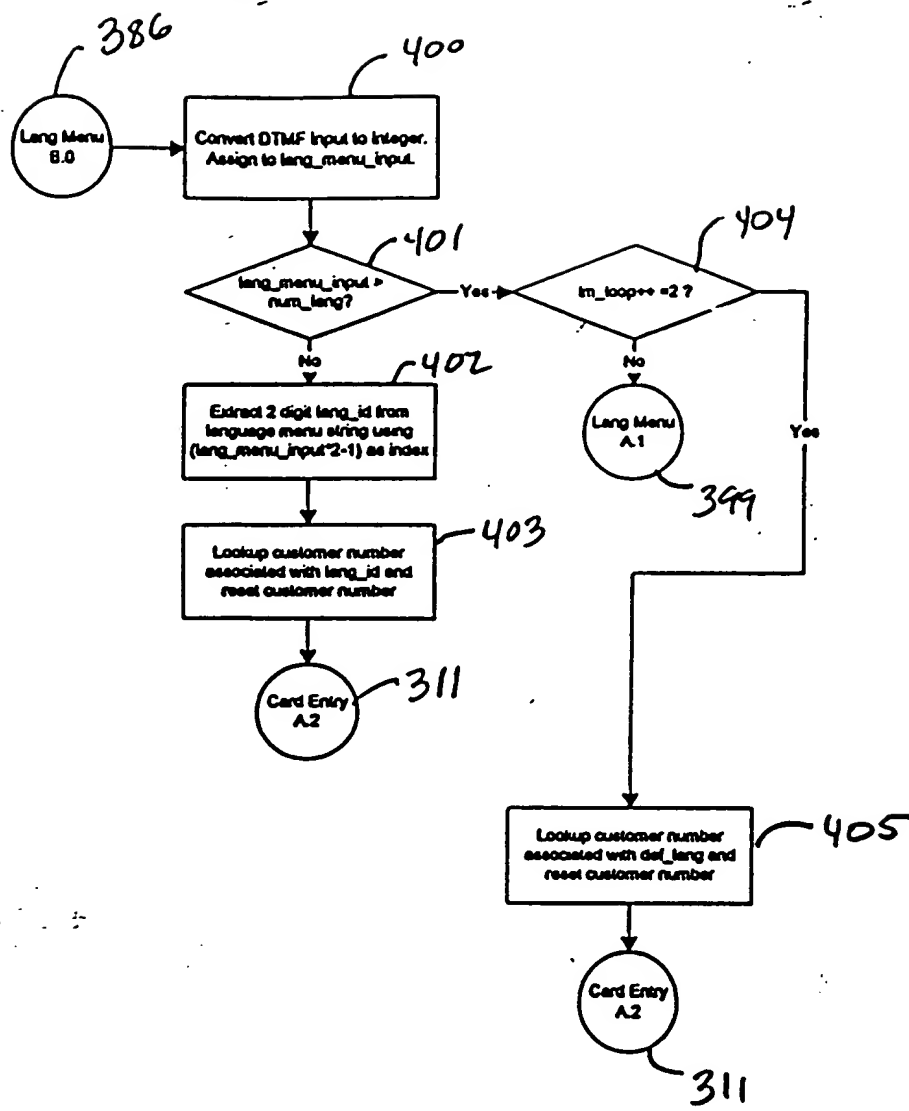 386
400
Lang Menu
B.0
Convert DTMF Input to Integer.
Assign to lang_menu_input.
401
lang_menu_input >
num_lang?
Yes
404
lm_loop++ =2 ?
No
402
Extract 2 digit lang_id from
language menu string using
(lang_menu_input*2-1) as index
No
Lang Menu
A.1
399
Yes
403
Lookup customer number
associated with lang_id and
reset customer number
Card Entry
A.2
311
Lookup customer number
associated with def_lang and
reset customer number
405
Card Entry
A.2
311